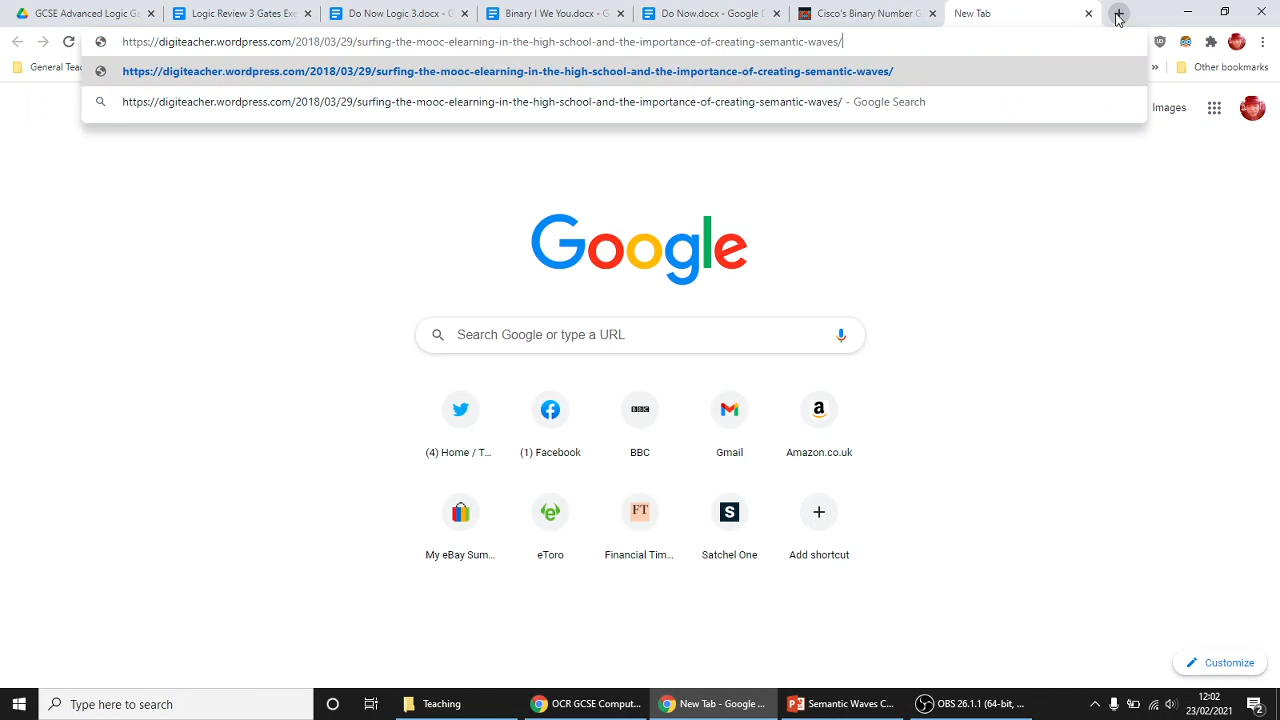 GCSE Advanced Logic G
Logic Review 3 Gate Exe
Do Now Logic 3.docx - G
Binary I We You.docx - G
Do Now.docx - Google D
Cisco's Binary Number G
New Tab
https://digiteacher.wordpress.com/2018/03/29/surfing-the-mooc-elearning-in-the-high-school-and-the-importance-of-creating-semantic-waves/
General Teac
https://digiteacher.wordpress.com/2018/03/29/surfing-the-mooc-elearning-in-the-high-school-and-the-importance-of-creating-semantic-waves/
» Other bookmarks
https://digiteacher.wordpress.com/2018/03/29/surfing-the-mooc-elearning-in-the-high-school-and-the-importance-of-creating-semantic-waves/ - Google Search
Images
Google
Search Google or type a URL
BBC
a
(4) Home / T...
(1) Facebook
BBC
Gmail
Amazon.co.uk
FT
S
My eBay Sum...
eToro
Financial Tim...
Satchel One
Add shortcut
Customize
Type here to search
Teaching
OCR GCSE Comput...
New Tab - Google ...
Semantic Waves C...
OBS 26.1.1 (64-bit, ...
12:02
23/02/2021
2